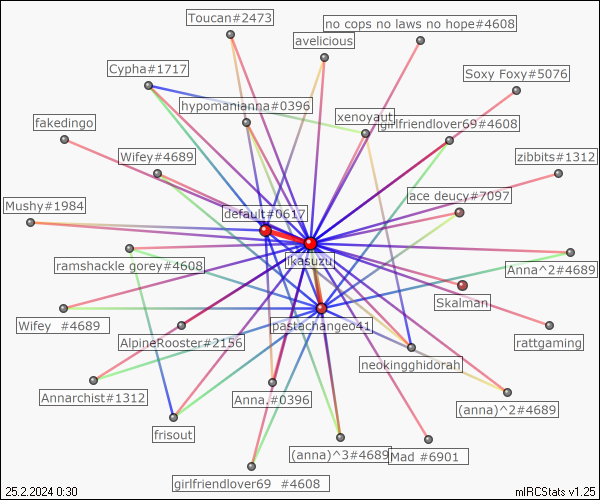 Toucan#2473
no cops no laws no hope#4608
avelicious
Cypha#1717
Soxy Foxy#5076
hypomanianna#0396
xenoyaut
fakedingo
girlfriendlover69#4608
Wifey#4689
zibbits#1312
ace deucy#7097
Mushy#1984
default#0617
ikasuzu
ramshackle gorey#4608
Anna^2#4689
Skalman
Wifey #4689
pastachangeo41
AlpineRooster#2156
rattgaming
neokingghidorah
Annarchist#1312
Anna.#0396
(anna)^2#4689
frisout
(anna)^3#4689
Mad #6901
girlfriendlover69 #4608
25.2.2024 0:30
mIRCStats v1.25